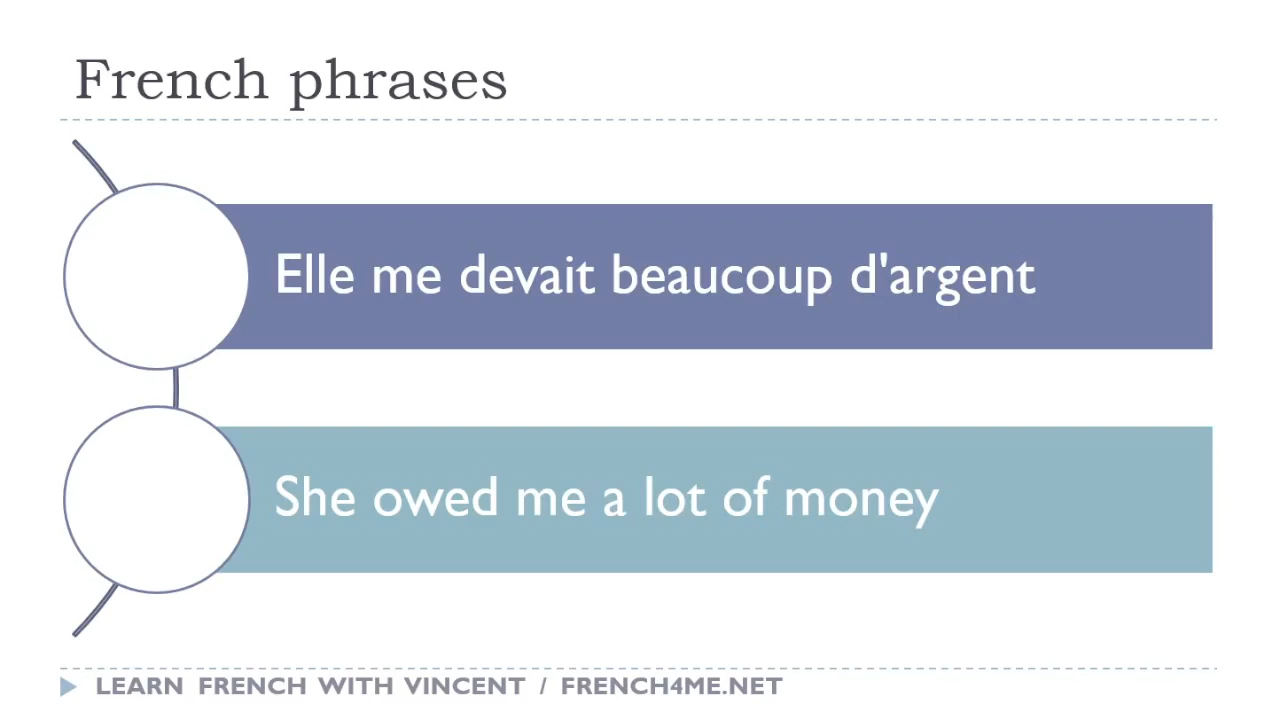 French phrases
Elle me devait beaucoup d'argent
She owed me a lot of money
LEARN FRENCH WITH VINCENT / FRENCH4ME.NET